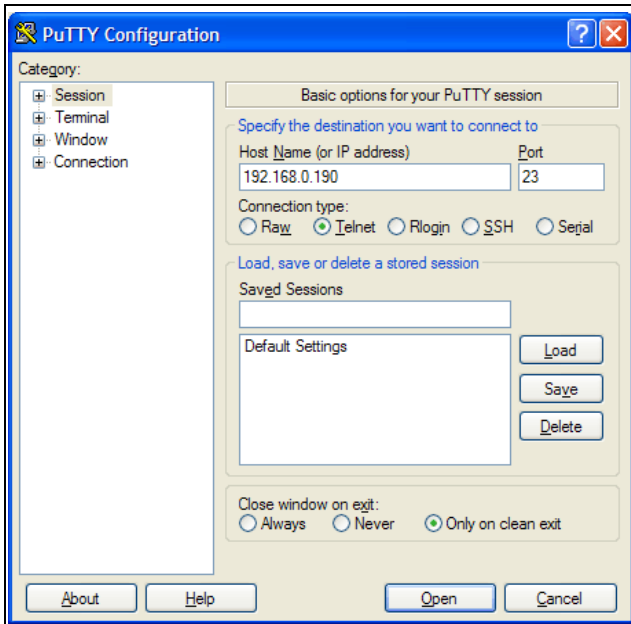 PuTTY Configuration
Category:
Session
Terminal
Window
Connection
Basic options for your PuTTY session
Specify the destination you want to connect to
Host Name (or IP address) Port
192.168.0.190 23
Connection type:
Raw Telnet Rlogin SSH Serial
Load, save or delete a stored session
Saved Sessions
Default Settings
Load
Save
Delete
Close window on exit:
Always Never Only on clean exit
About Help Open Cancel